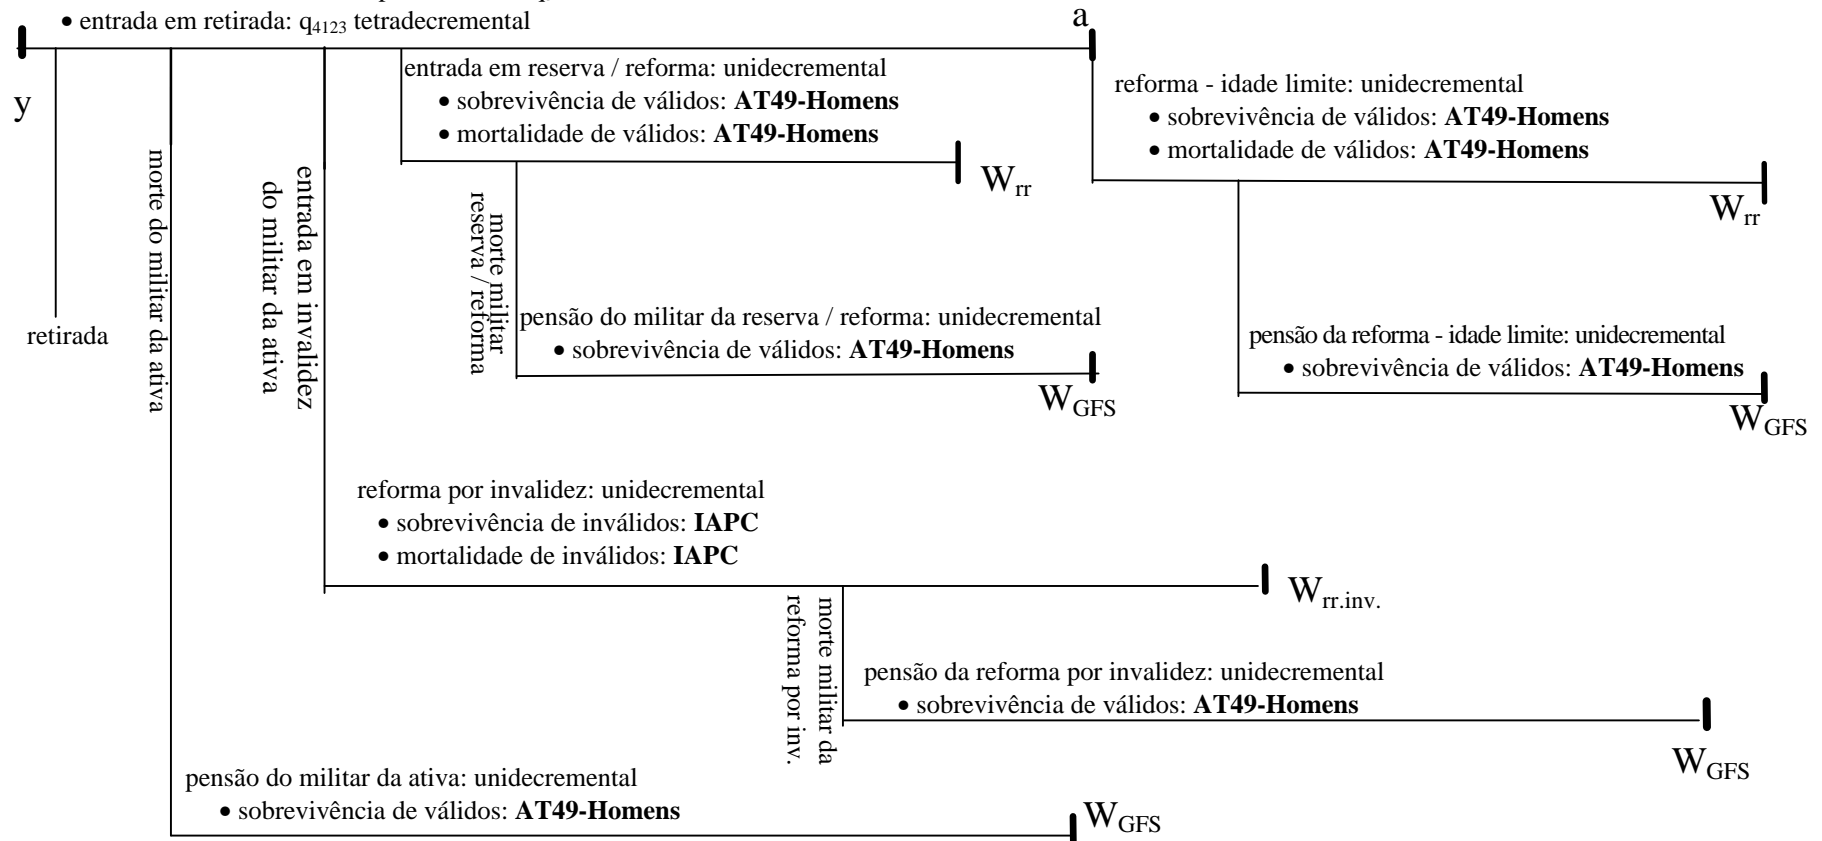 • entrada em retirada: q4123 tetradecremental
a
y
entrada em reserva / reforma: unidecremental
• sobrevivência de válidos: AT49-Homens
• mortalidade de válidos: AT49-Homens
reforma - idade limite: unidecremental
• sobrevivência de válidos: AT49-Homens
• mortalidade de válidos: AT49-Homens
Wrr
Wrr
retirada
morte do militar da ativa
entrada em invalidez
do militar da ativa
morte militar
reserva / reforma
pensão do militar da reserva / reforma: unidecremental
• sobrevivência de válidos: AT49-Homens
WGFS
pensão da reforma - idade limite: unidecremental
• sobrevivência de válidos: AT49-Homens
WGFS
reforma por invalidez: unidecremental
• sobrevivência de inválidos: IAPC
• mortalidade de inválidos: IAPC
Wrr.inv.
morte militar da
reforma por inv.
pensão da reforma por invalidez: unidecremental
• sobrevivência de válidos: AT49-Homens
WGFS
pensão do militar da ativa: unidecremental
• sobrevivência de válidos: AT49-Homens
WGFS